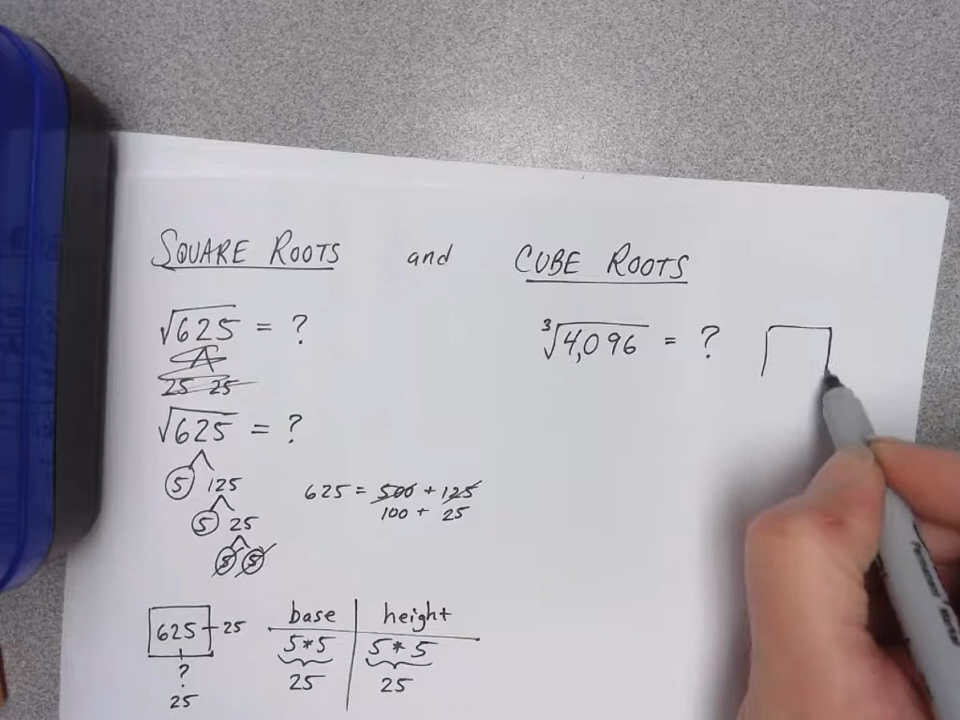 SQUARE ROOTS and CUBE ROOTS
√625 = ?
25 25
√625 = ?
5 125
5 25
5 5
625 = 500 + 125
100 + 25
625 25
?
25
base height
5*5 5*5
25 25
³√4,096 = ?